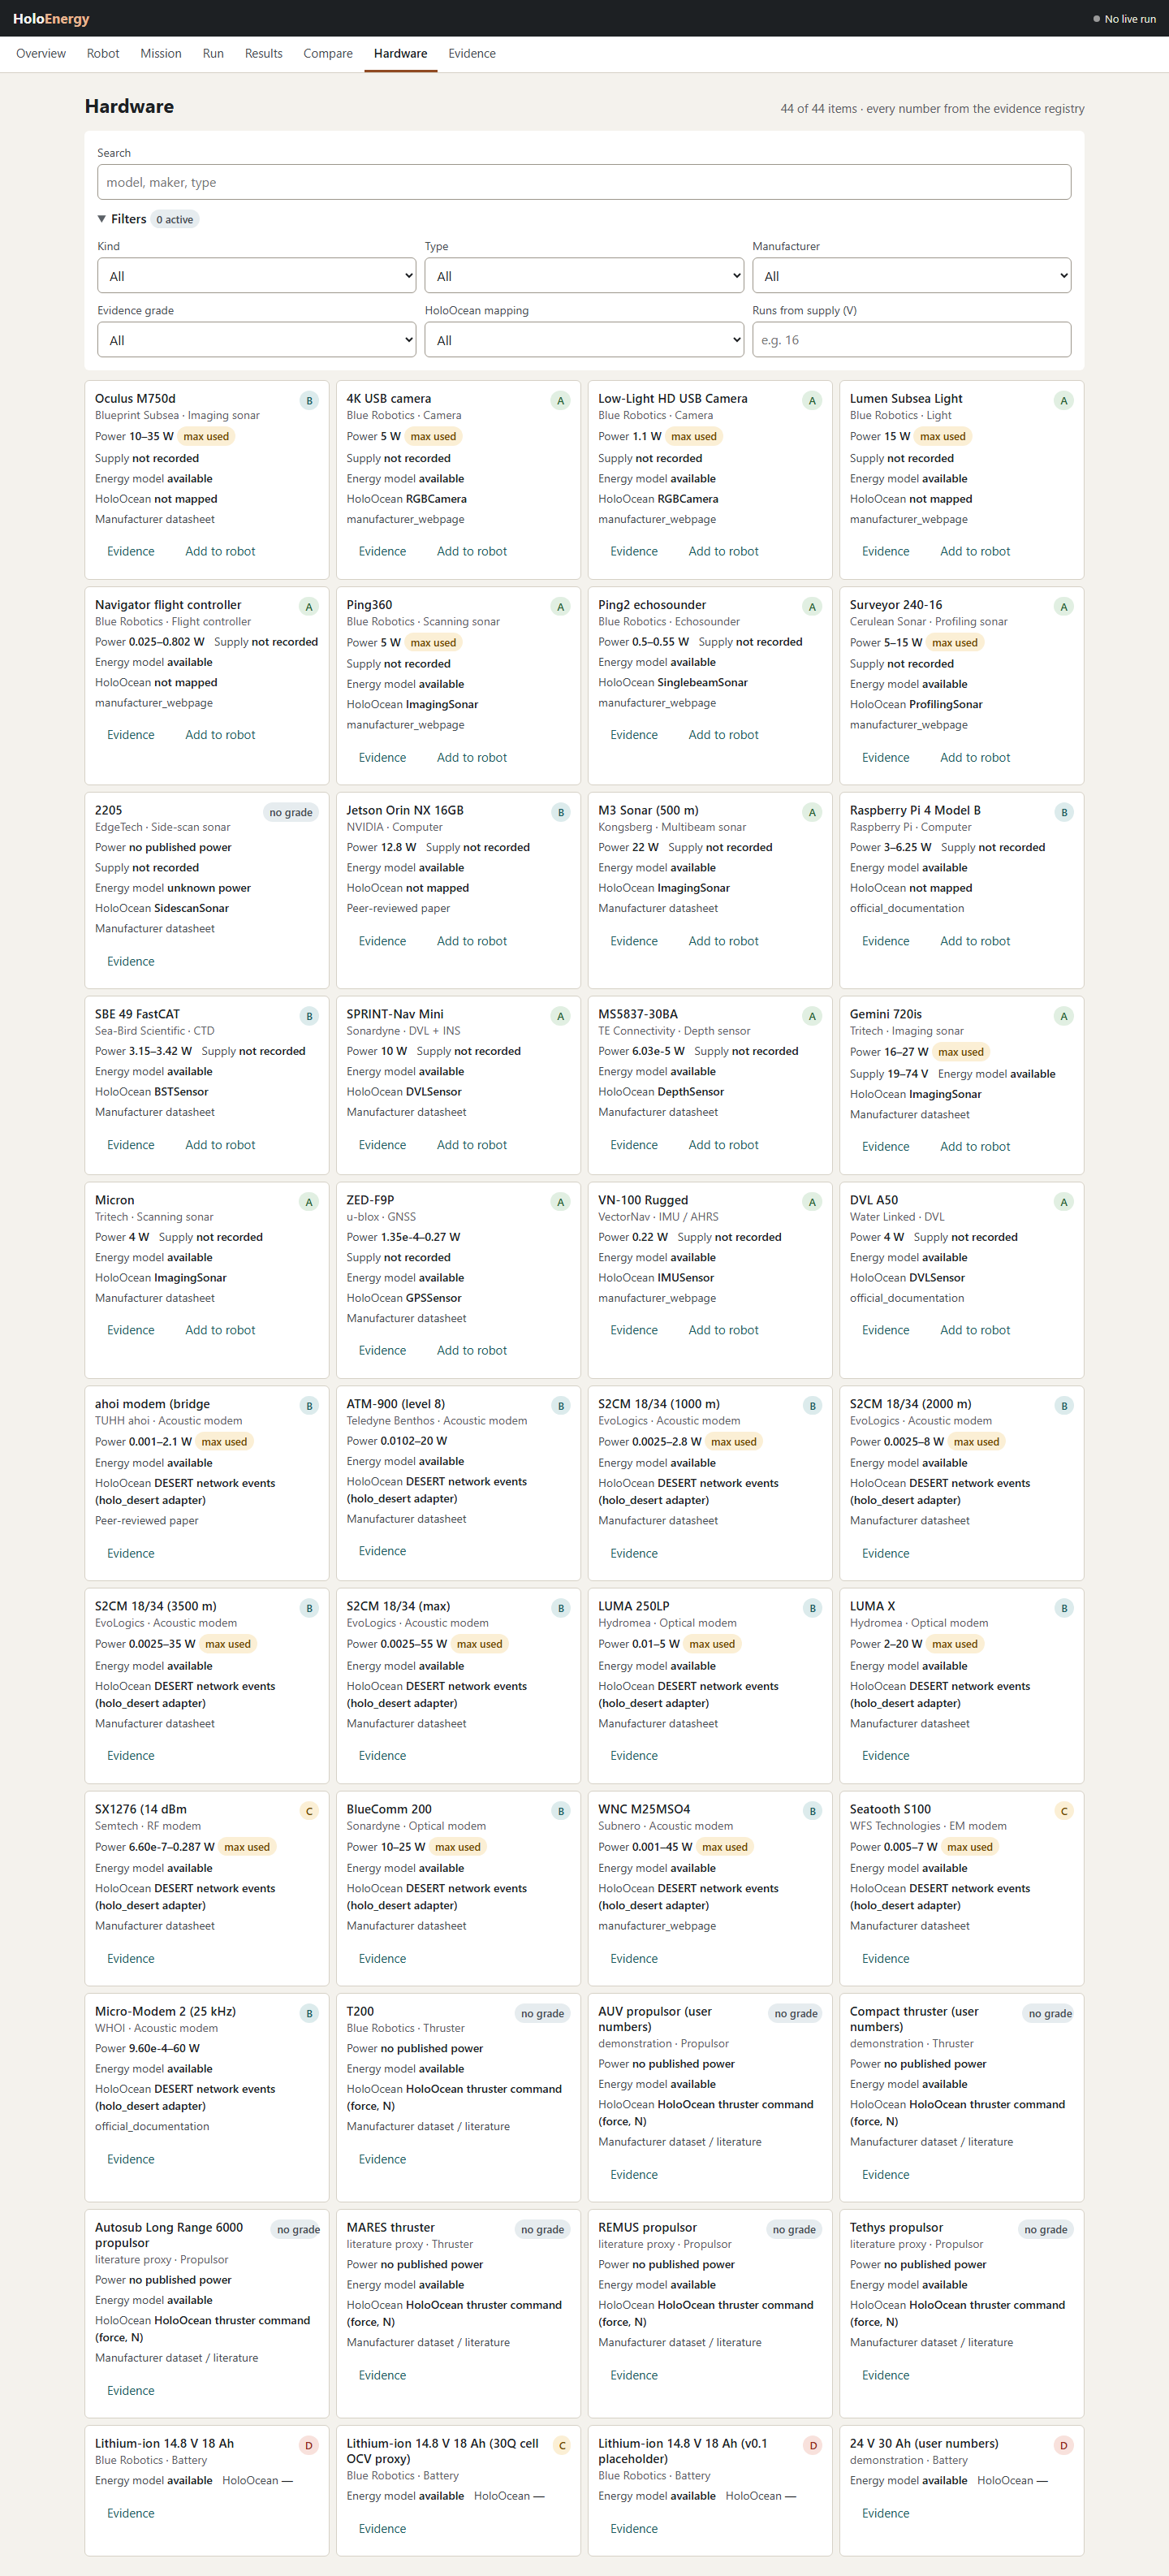 HoloEnergy
No live run
Overview Robot Mission Run Results Compare Hardware Evidence
Hardware
44 of 44 items · every number from the evidence registry
Search
model, maker, type
▼ Filters 0 active
Kind Type Manufacturer
All All All
Evidence grade HoloOcean mapping Runs from supply (V)
All All e.g. 16
Oculus M750d B
Blueprint Subsea · Imaging sonar
Power 10–35 W max used
Supply not recorded
Energy model available
HoloOcean not mapped
Manufacturer datasheet
Evidence Add to robot
4K USB camera A
Blue Robotics · Camera
Power 5 W max used
Supply not recorded
Energy model available
HoloOcean RGBCamera
manufacturer_webpage
Evidence Add to robot
Low-Light HD USB Camera A
Blue Robotics · Camera
Power 1.1 W max used
Supply not recorded
Energy model available
HoloOcean RGBCamera
manufacturer_webpage
Evidence Add to robot
Lumen Subsea Light A
Blue Robotics · Light
Power 15 W max used
Supply not recorded
Energy model available
HoloOcean not mapped
manufacturer_webpage
Evidence Add to robot
Navigator flight controller A
Blue Robotics · Flight controller
Power 0.025–0.802 W Supply not recorded
Energy model available
HoloOcean not mapped
manufacturer_webpage
Evidence Add to robot
Ping360 A
Blue Robotics · Scanning sonar
Power 5 W max used
Supply not recorded
Energy model available
HoloOcean ImagingSonar
manufacturer_webpage
Evidence Add to robot
Ping2 echosounder A
Blue Robotics · Echosounder
Power 0.5–0.55 W Supply not recorded
Energy model available
HoloOcean SinglebeamSonar
manufacturer_webpage
Evidence Add to robot
Surveyor 240-16 A
Cerulean Sonar · Profiling sonar
Power 5–15 W max used
Supply not recorded
Energy model available
HoloOcean ProfilingSonar
manufacturer_webpage
Evidence Add to robot
2205 no grade
EdgeTech · Side-scan sonar
Power no published power
Supply not recorded
Energy model unknown power
HoloOcean SidescanSonar
Manufacturer datasheet
Evidence
Jetson Orin NX 16GB B
NVIDIA · Computer
Power 12.8 W Supply not recorded
Energy model available
HoloOcean not mapped
Peer-reviewed paper
Evidence Add to robot
M3 Sonar (500 m) A
Kongsberg · Multibeam sonar
Power 22 W Supply not recorded
Energy model available
HoloOcean ImagingSonar
Manufacturer datasheet
Evidence Add to robot
Raspberry Pi 4 Model B B
Raspberry Pi · Computer
Power 3–6.25 W Supply not recorded
Energy model available
HoloOcean not mapped
official_documentation
Evidence Add to robot
SBE 49 FastCAT B
Sea-Bird Scientific · CTD
Power 3.15–3.42 W Supply not recorded
Energy model available
HoloOcean BSTSensor
Manufacturer datasheet
Evidence Add to robot
SPRINT-Nav Mini A
Sonardyne · DVL + INS
Power 10 W Supply not recorded
Energy model available
HoloOcean DVLSensor
Manufacturer datasheet
Evidence Add to robot
MS5837-30BA A
TE Connectivity · Depth sensor
Power 6.03e-5 W Supply not recorded
Energy model available
HoloOcean DepthSensor
Manufacturer datasheet
Evidence Add to robot
Gemini 720is A
Tritech · Imaging sonar
Power 16–27 W max used
Supply 19–74 V Energy model available
HoloOcean ImagingSonar
Manufacturer datasheet
Evidence Add to robot
Micron A
Tritech · Scanning sonar
Power 4 W Supply not recorded
Energy model available
HoloOcean ImagingSonar
Manufacturer datasheet
Evidence Add to robot
ZED-F9P A
u-blox · GNSS
Power 1.35e-4–0.27 W
Supply not recorded
Energy model available
HoloOcean GPSSensor
Manufacturer datasheet
Evidence Add to robot
VN-100 Rugged A
VectorNav · IMU / AHRS
Power 0.22 W Supply not recorded
Energy model available
HoloOcean IMUSensor
manufacturer_webpage
Evidence Add to robot
DVL A50 A
Water Linked · DVL
Power 4 W Supply not recorded
Energy model available
HoloOcean DVLSensor
official_documentation
Evidence Add to robot
ahoi modem (bridge B
TUHH ahoi · Acoustic modem
Power 0.001–2.1 W max used
Energy model available
HoloOcean DESERT network events
(holo_desert adapter)
Peer-reviewed paper
Evidence
ATM-900 (level 8) B
Teledyne Benthos · Acoustic modem
Power 0.0102–20 W
Energy model available
HoloOcean DESERT network events
(holo_desert adapter)
Manufacturer datasheet
Evidence
S2CM 18/34 (1000 m) B
EvoLogics · Acoustic modem
Power 0.0025–2.8 W max used
Energy model available
HoloOcean DESERT network events
(holo_desert adapter)
Manufacturer datasheet
Evidence
S2CM 18/34 (2000 m) B
EvoLogics · Acoustic modem
Power 0.0025–8 W max used
Energy model available
HoloOcean DESERT network events
(holo_desert adapter)
Manufacturer datasheet
Evidence
S2CM 18/34 (3500 m) B
EvoLogics · Acoustic modem
Power 0.0025–35 W max used
Energy model available
HoloOcean DESERT network events
(holo_desert adapter)
Manufacturer datasheet
Evidence
S2CM 18/34 (max) B
EvoLogics · Acoustic modem
Power 0.0025–55 W max used
Energy model available
HoloOcean DESERT network events
(holo_desert adapter)
Manufacturer datasheet
Evidence
LUMA 250LP B
Hydromea · Optical modem
Power 0.01–5 W max used
Energy model available
HoloOcean DESERT network events
(holo_desert adapter)
Manufacturer datasheet
Evidence
LUMA X B
Hydromea · Optical modem
Power 2–20 W max used
Energy model available
HoloOcean DESERT network events
(holo_desert adapter)
Manufacturer datasheet
Evidence
SX1276 (14 dBm C
Semtech · RF modem
Power 6.60e-7–0.287 W max used
Energy model available
HoloOcean DESERT network events
(holo_desert adapter)
Manufacturer datasheet
Evidence
BlueComm 200 B
Sonardyne · Optical modem
Power 10–25 W max used
Energy model available
HoloOcean DESERT network events
(holo_desert adapter)
Manufacturer datasheet
Evidence
WNC M25MSO4 B
Subnero · Acoustic modem
Power 0.001–45 W max used
Energy model available
HoloOcean DESERT network events
(holo_desert adapter)
manufacturer_webpage
Evidence
Seatooth S100 C
WFS Technologies · EM modem
Power 0.005–7 W max used
Energy model available
HoloOcean DESERT network events
(holo_desert adapter)
Manufacturer datasheet
Evidence
Micro-Modem 2 (25 kHz) B
WHOI · Acoustic modem
Power 9.60e-4–60 W
Energy model available
HoloOcean DESERT network events
(holo_desert adapter)
official_documentation
Evidence
T200 no grade
Blue Robotics · Thruster
Power no published power
Energy model available
HoloOcean HoloOcean thruster command
(force, N)
Manufacturer dataset / literature
Evidence
AUV propulsor (user no grade
numbers)
demonstration · Propulsor
Power no published power
Energy model available
HoloOcean HoloOcean thruster command
(force, N)
Manufacturer dataset / literature
Evidence
Compact thruster (user no grade
numbers)
demonstration · Thruster
Power no published power
Energy model available
HoloOcean HoloOcean thruster command
(force, N)
Manufacturer dataset / literature
Evidence
Autosub Long Range 6000 no grade
propulsor
literature proxy · Propulsor
Power no published power
Energy model available
HoloOcean HoloOcean thruster command
(force, N)
Manufacturer dataset / literature
Evidence
MARES thruster no grade
literature proxy · Thruster
Power no published power
Energy model available
HoloOcean HoloOcean thruster command
(force, N)
Manufacturer dataset / literature
Evidence
REMUS propulsor no grade
literature proxy · Propulsor
Power no published power
Energy model available
HoloOcean HoloOcean thruster command
(force, N)
Manufacturer dataset / literature
Evidence
Tethys propulsor no grade
literature proxy · Propulsor
Power no published power
Energy model available
HoloOcean HoloOcean thruster command
(force, N)
Manufacturer dataset / literature
Evidence
Lithium-ion 14.8 V 18 Ah D
Blue Robotics · Battery
Energy model available HoloOcean —
Evidence
Lithium-ion 14.8 V 18 Ah (30Q cell C
OCV proxy)
Blue Robotics · Battery
Energy model available HoloOcean —
Evidence
Lithium-ion 14.8 V 18 Ah (v0.1 D
placeholder)
Blue Robotics · Battery
Energy model available HoloOcean —
Evidence
24 V 30 Ah (user numbers) D
demonstration · Battery
Energy model available HoloOcean —
Evidence